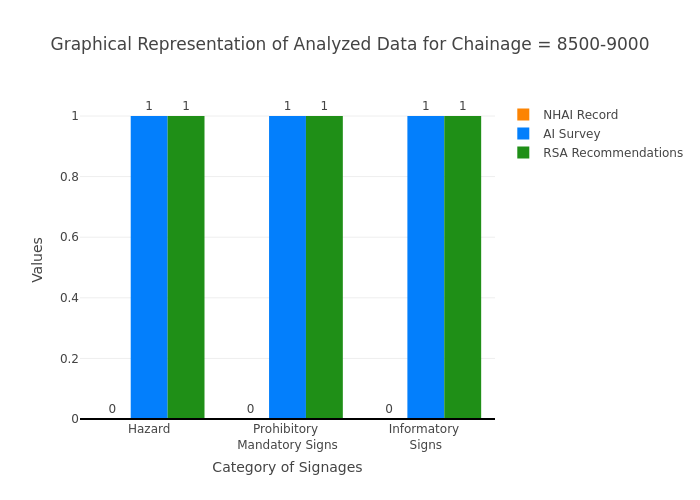 Graphical Representation of Analyzed Data for Chainage = 8500-9000
NHAI Record
AI Survey
RSA Recommendations
Values
1
0.8
0.6
0.4
0.2
0
0 1 1 0 1 1 0 1 1
Hazard
Prohibitory
Mandatory Signs
Informatory
Signs
Category of Signages